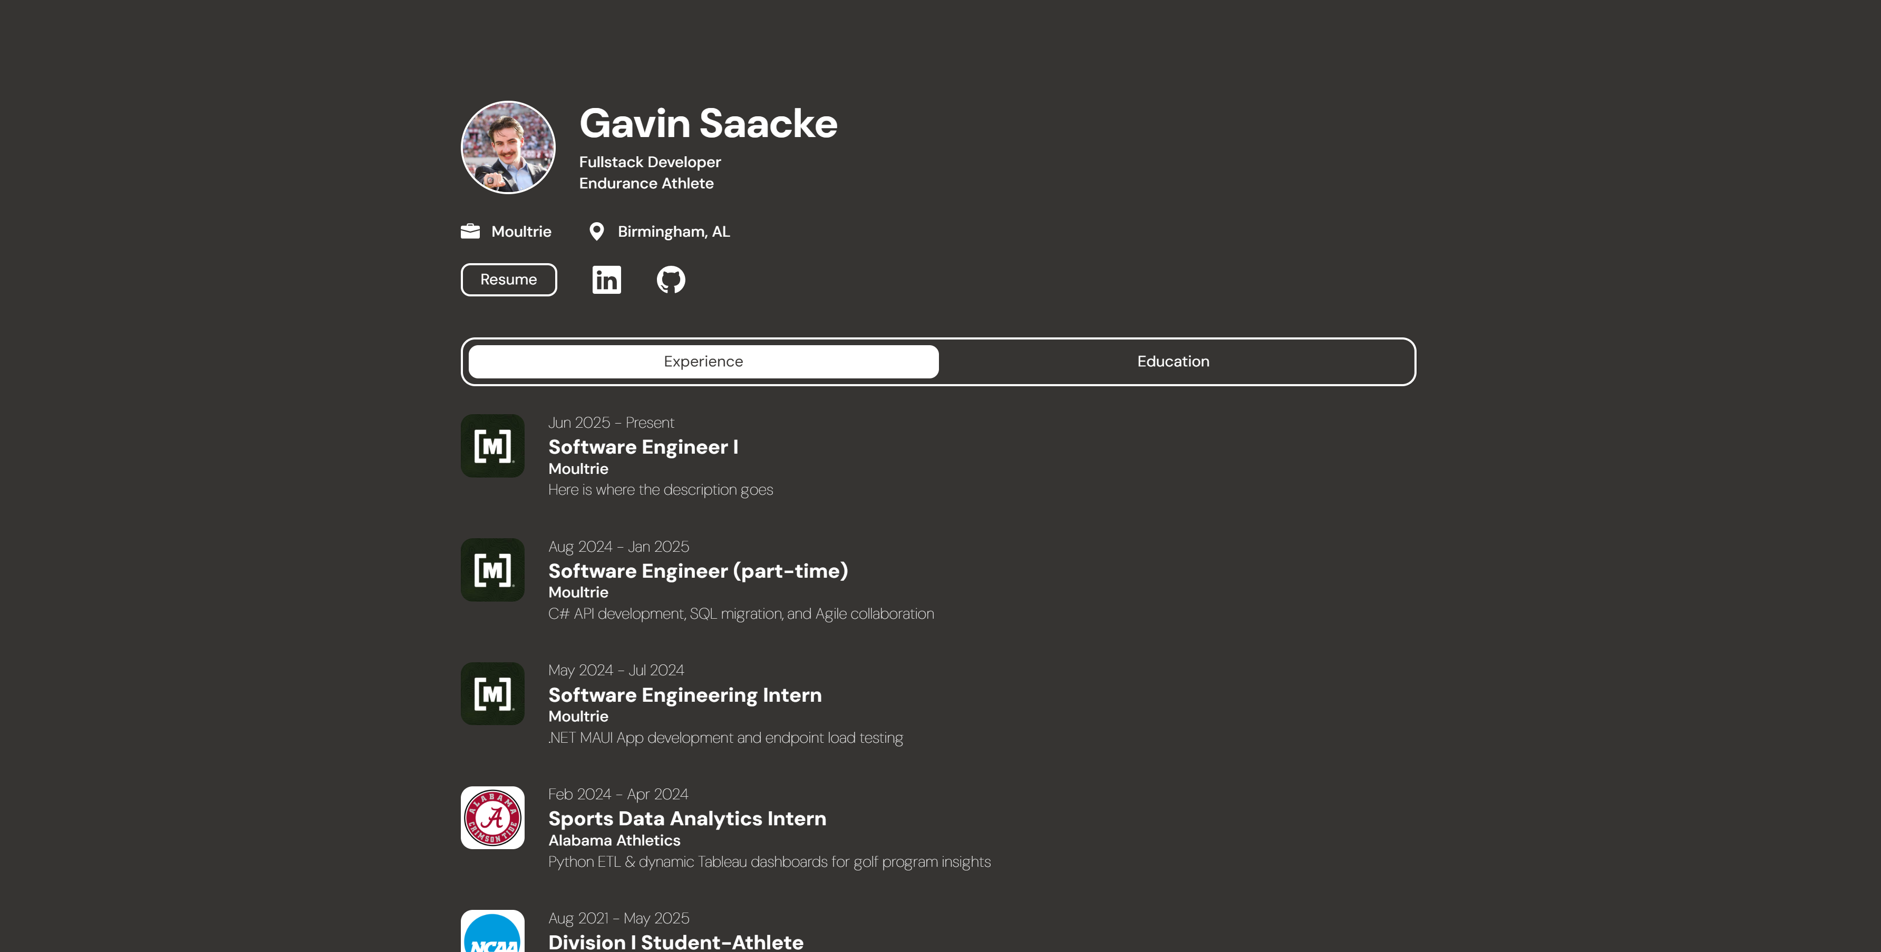 Gavin Saacke
Fullstack Developer
Endurance Athlete
Moultrie
Birmingham, AL
Resume
in
Experience
Education
[M]
Jun 2025 - Present
Software Engineer I
Moultrie
Here is where the description goes
[M]
Aug 2024 - Jan 2025
Software Engineer (part-time)
Moultrie
C# API development, SQL migration, and Agile collaboration
[M]
May 2024 - Jul 2024
Software Engineering Intern
Moultrie
.NET MAUI App development and endpoint load testing
ALABAMA
A
CRIMSON TIDE
Feb 2024 - Apr 2024
Sports Data Analytics Intern
Alabama Athletics
Python ETL & dynamic Tableau dashboards for golf program insights
NCAA
Aug 2021 - May 2025
Division I Student-Athlete